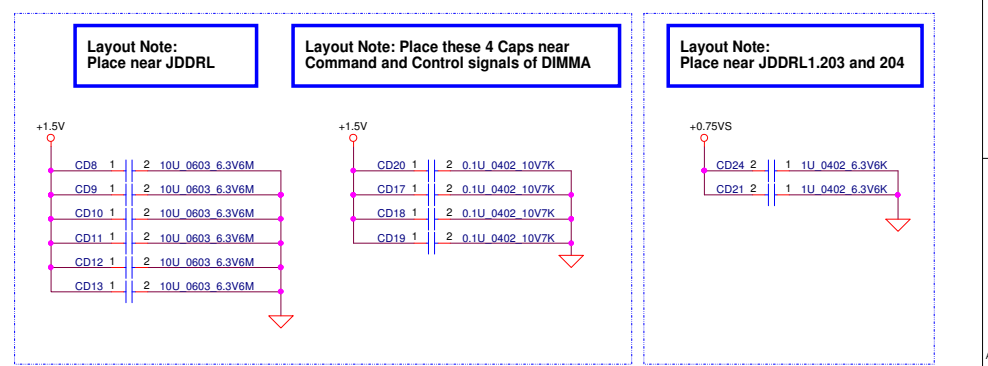 Layout Note:
Place near JDDRL
Layout Note: Place these 4 Caps near
Command and Control signals of DIMMA
Layout Note:
Place near JDDRL1.203 and 204
+1.5V
CD8 1 2 10U_0603_6.3V6M
CD9 1 2 10U_0603_6.3V6M
CD10 1 2 10U_0603_6.3V6M
CD11 1 2 10U_0603_6.3V6M
CD12 1 2 10U_0603_6.3V6M
CD13 1 2 10U_0603_6.3V6M
+1.5V
CD20 1 2 0.1U_0402_10V7K
CD17 1 2 0.1U_0402_10V7K
CD18 1 2 0.1U_0402_10V7K
CD19 1 2 0.1U_0402_10V7K
+0.75VS
CD24 2 1 1U_0402_6.3V6K
CD21 2 1 1U_0402_6.3V6K